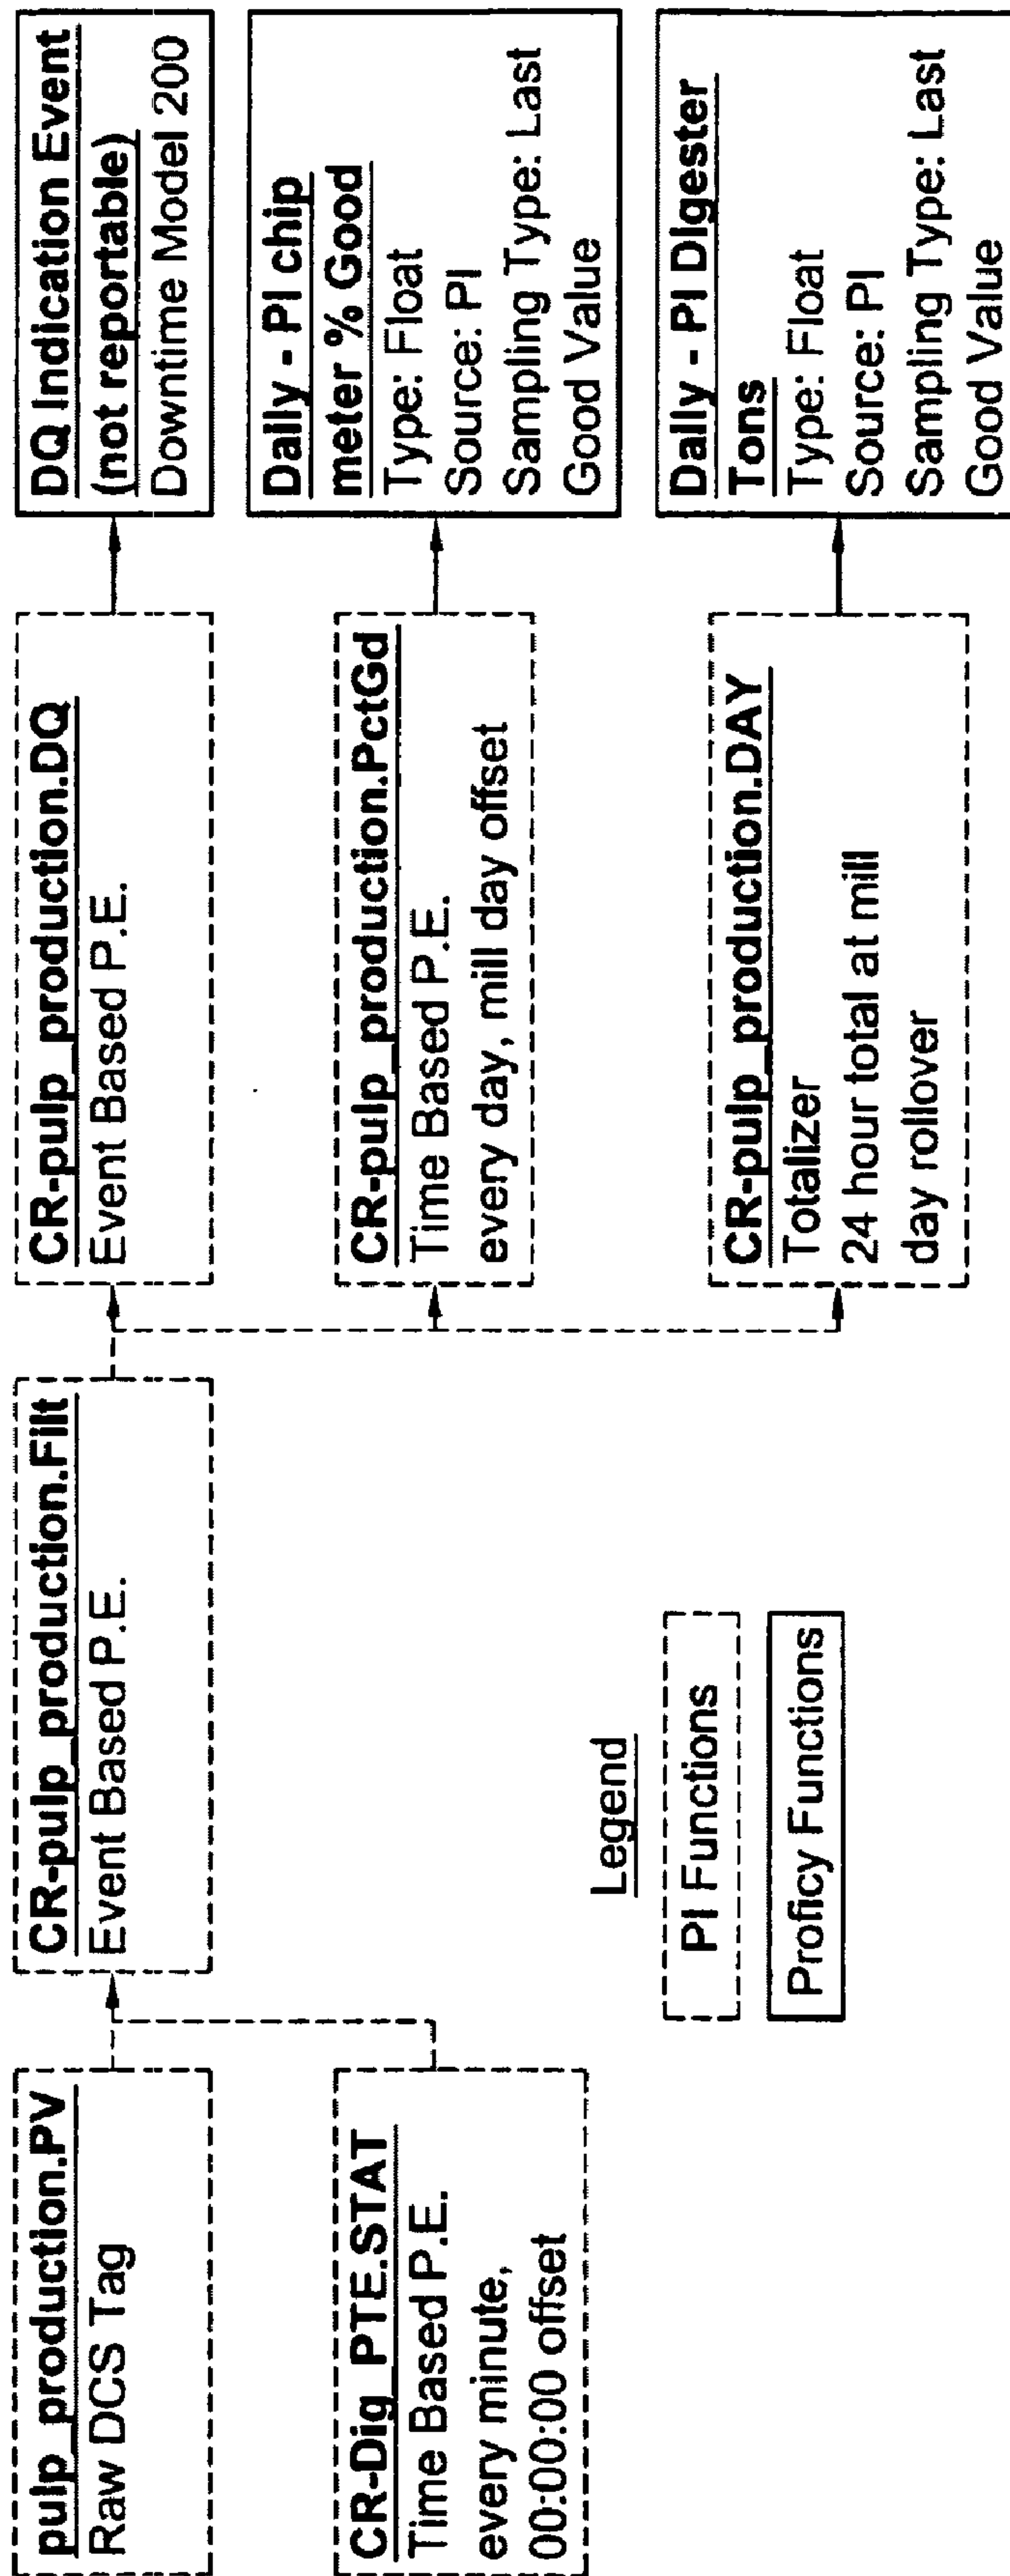 pulp_production.PV
Raw DCS Tag
CR-Dig_PTE.STAT
Time Based P.E.
every minute,
00:00:00 offset
CR-pulp_production.Filt
Event Based P.E.
CR-pulp_production.DQ
Event Based P.E.
CR-pulp_production.PctGd
Time Based P.E.
every day, mill day offset
CR-pulp_production.DAY
Totalizer
24 hour total at mill
day rollover
DQ Indication Event
(not reportable)
Downtime Model 200
Daily - PI chip
meter % Good
Type: Float
Source: PI
Sampling Type: Last
Good Value
Daily - PI Digester
Tons
Type: Float
Source: PI
Sampling Type: Last
Good Value
Legend
PI Functions
Proficy Functions